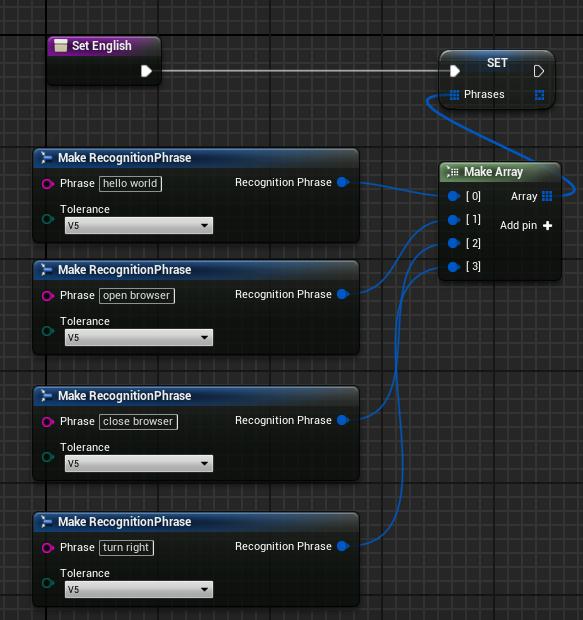 Set English
SET
Phrases
Make RecognitionPhrase
Phrase hello world Recognition Phrase
Tolerance
V5
Make Array
[ 0] Array
[ 1] Add pin
[ 2]
[ 3]
Make RecognitionPhrase
Phrase open browser Recognition Phrase
Tolerance
V5
Make RecognitionPhrase
Phrase close browser Recognition Phrase
Tolerance
V5
Make RecognitionPhrase
Phrase turn right Recognition Phrase
Tolerance
V5